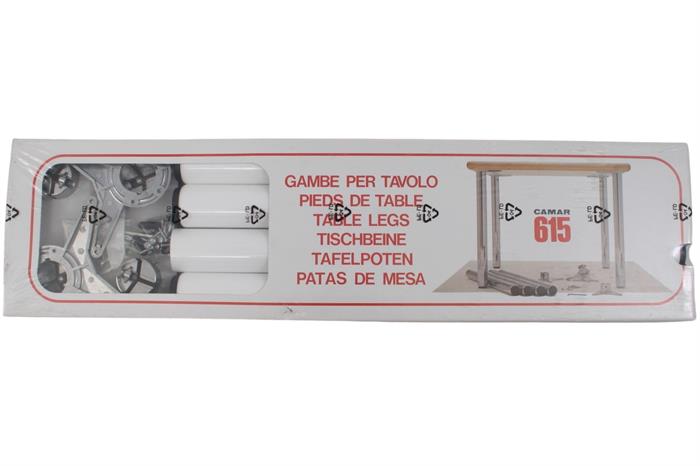 GAMBE PER TAVOLO
PIEDS DE TABLE
TABLE LEGS
TISCHBEINE
TAFELPOTEN
PATAS DE MESA
CAMAR
615